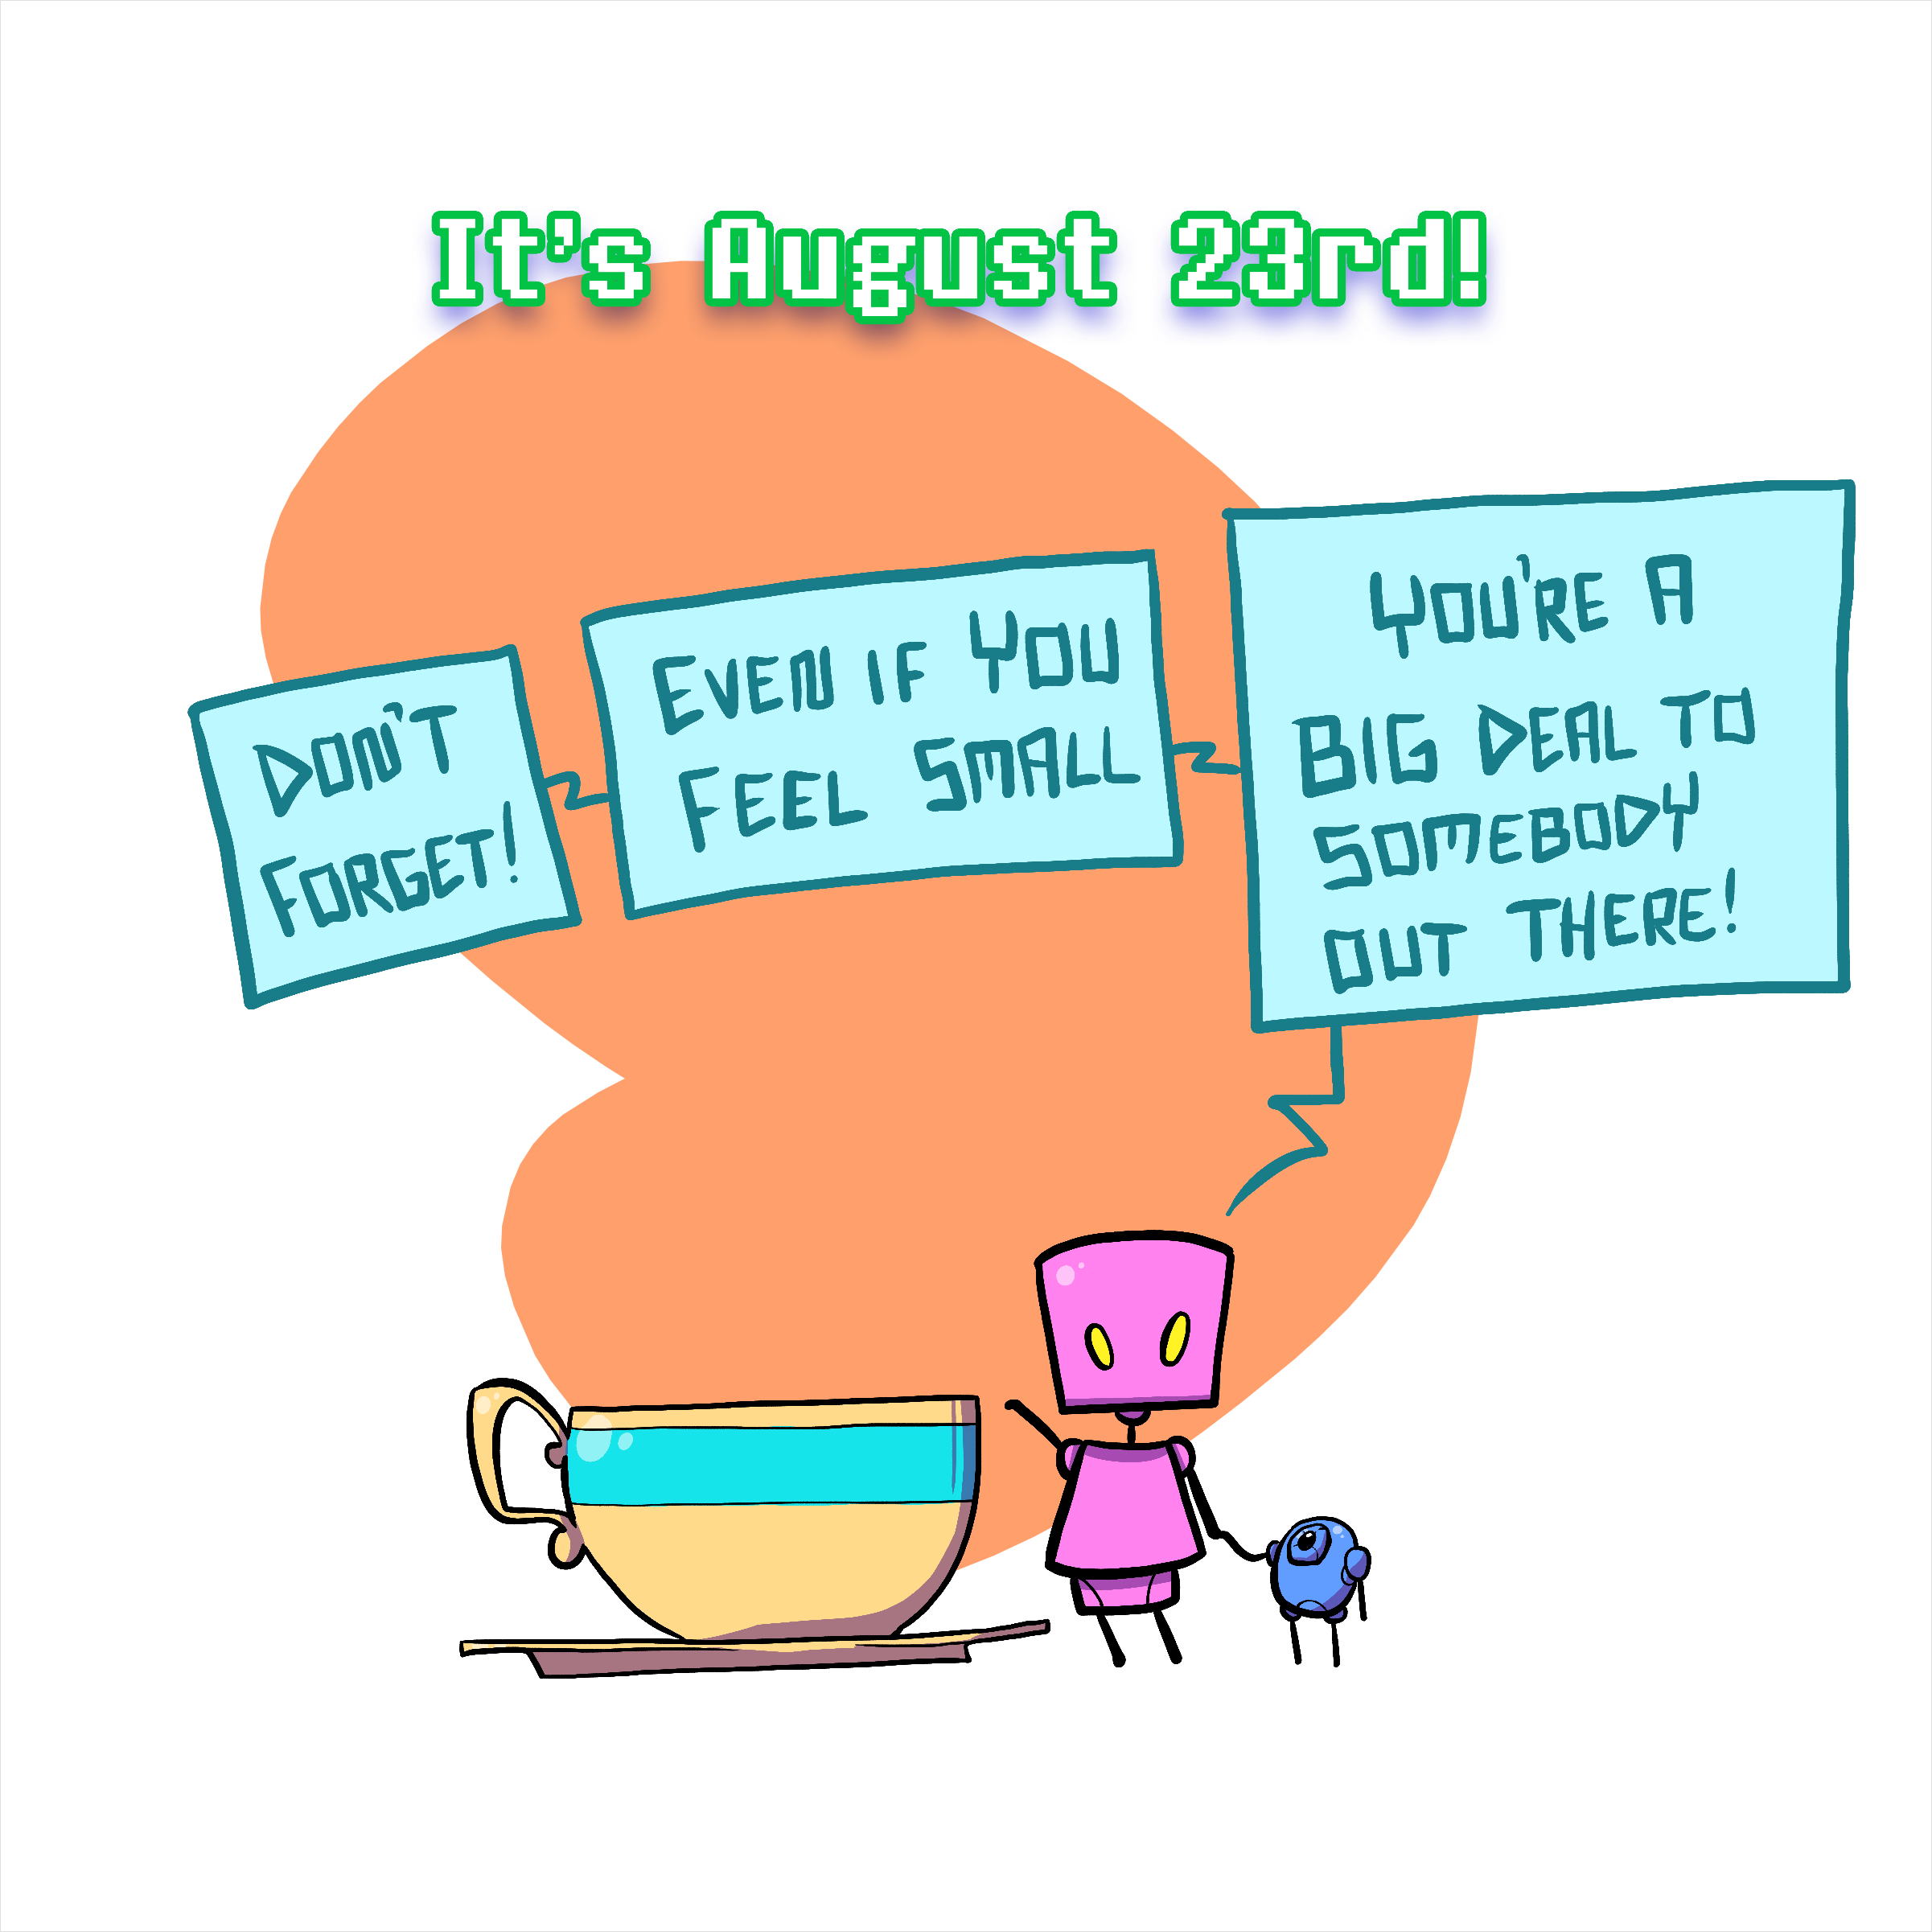 It's August 23rd!
DON'T
FORGET!
EVEN IF YOU
FEEL SMALL
YOU'RE A
BIG DEAL TO
SOMEBODY
OUT THERE!